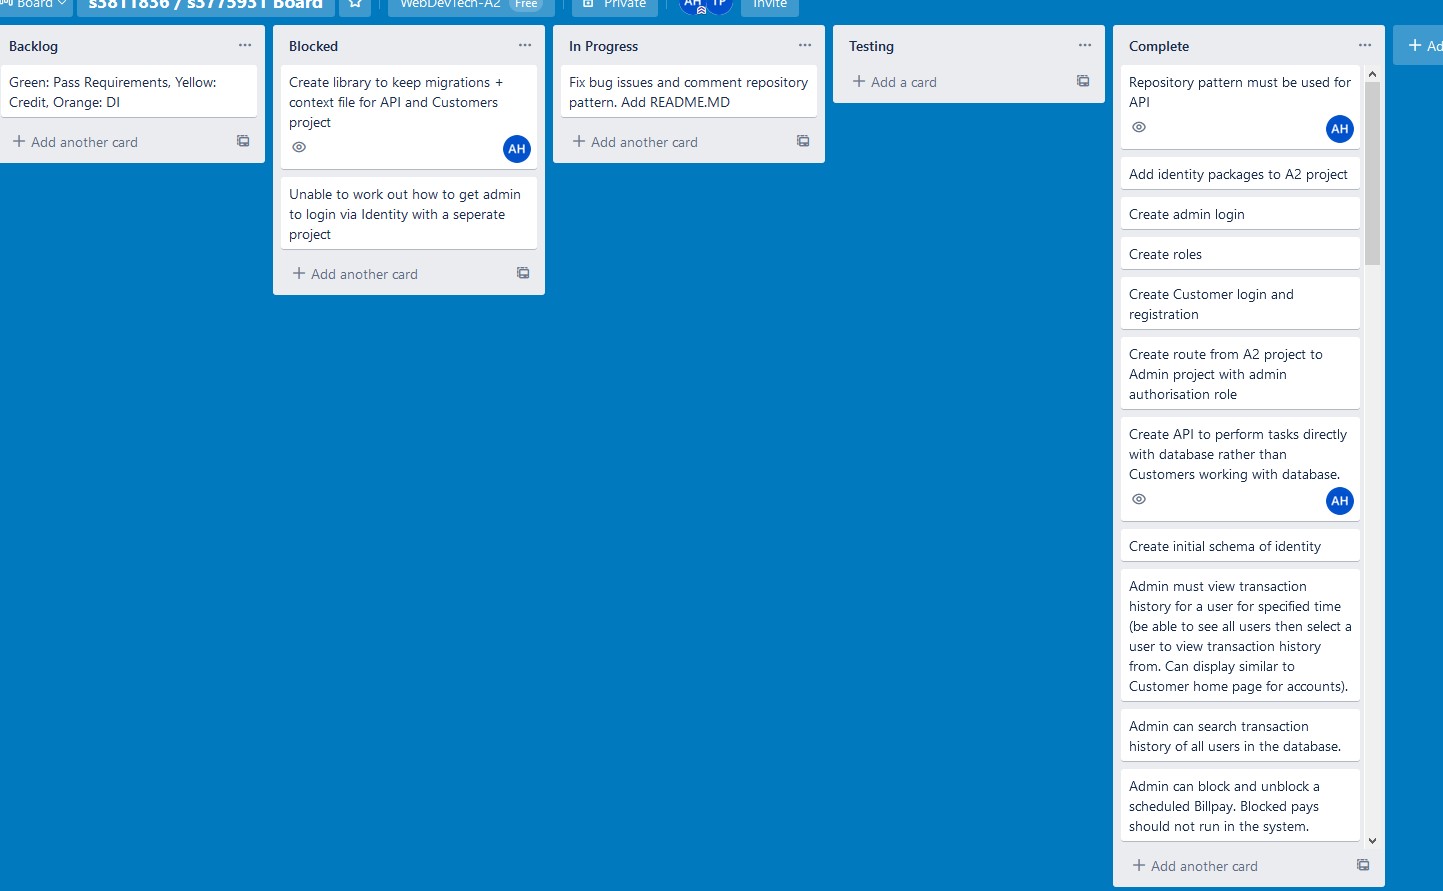 Board
s3811836 / s3775931 Board
WebDevTech-A2
Free
Private
AH
TP
Invite
Backlog
Green: Pass Requirements, Yellow:
Credit, Orange: DI
Add another card
Blocked
Create library to keep migrations +
context file for API and Customers
project
AH
Unable to work out how to get admin
to login via Identity with a seperate
project
Add another card
In Progress
Fix bug issues and comment repository
pattern. Add README.MD
Add another card
Testing
Add a card
Complete
Repository pattern must be used for
API
AH
Add identity packages to A2 project
Create admin login
Create roles
Create Customer login and
registration
Create route from A2 project to
Admin project with admin
authorisation role
Create API to perform tasks directly
with database rather than
Customers working with database.
AH
Create initial schema of identity
Admin must view transaction
history for a user for specified time
(be able to see all users then select a
user to view transaction history
from. Can display similar to
Customer home page for accounts).
Admin can search transaction
history of all users in the database.
Admin can block and unblock a
scheduled Billpay. Blocked pays
should not run in the system.
Add another card
Ad